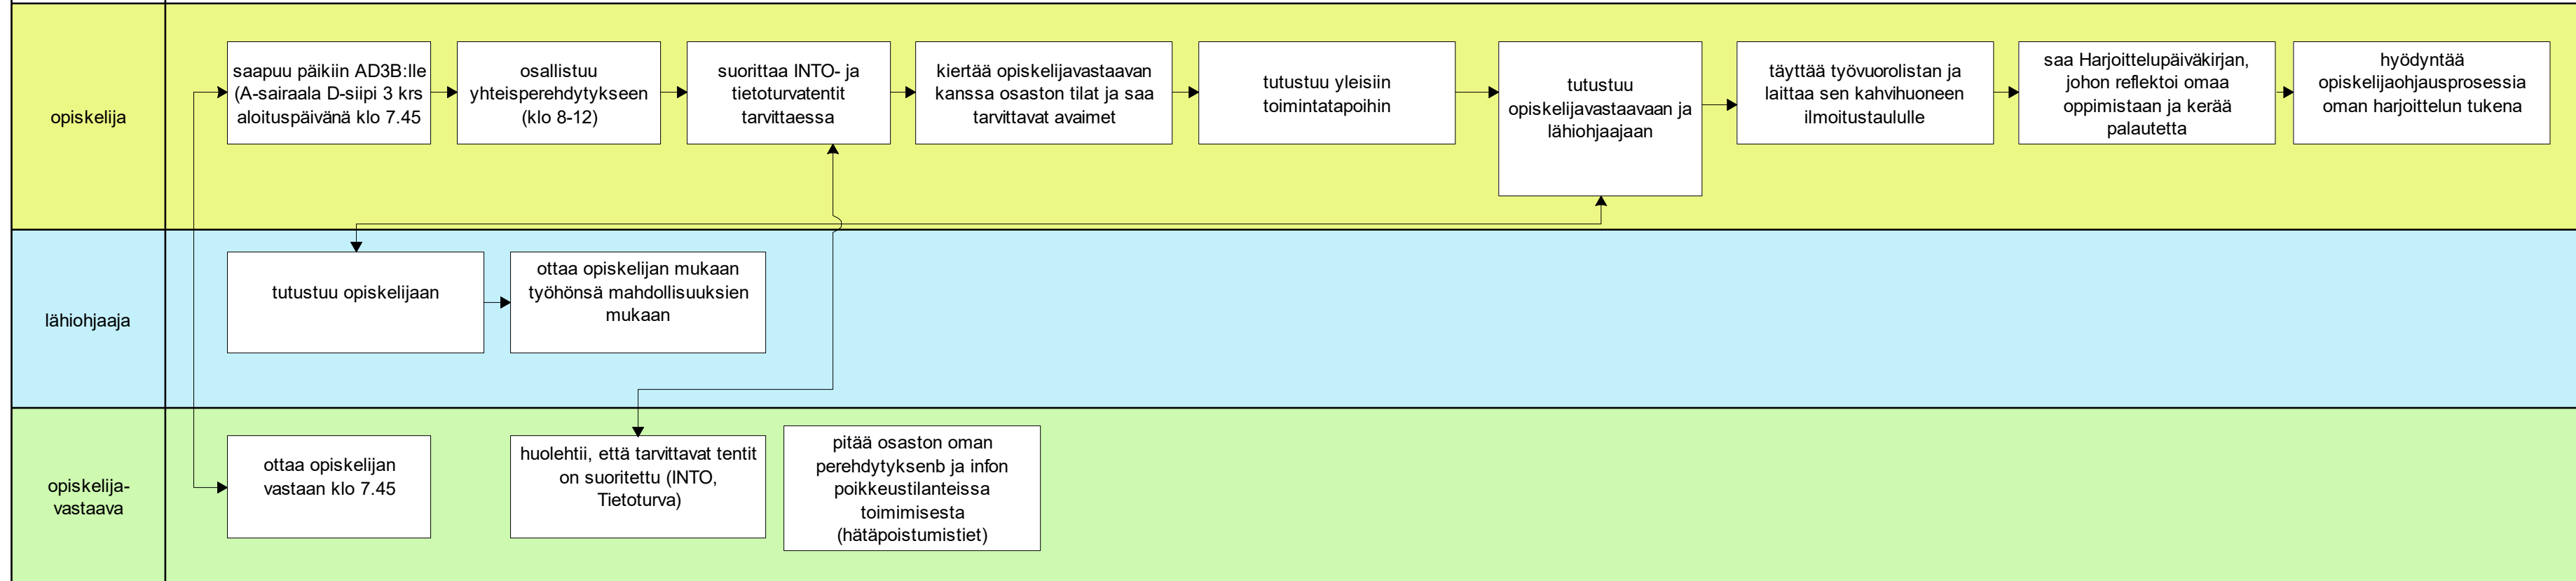 opiskelija
saapuu päikiin AD3B:lle
(A-sairaala D-siipi 3 krs
aloituspäivänä klo 7.45
osallistuu
yhteisperehdytykseen
(klo 8-12)
suorittaa INTO- ja
tietoturvatentit
tarvittaessa
kiertää opiskelijavastaavan
kanssa osaston tilat ja saa
tarvittavat avaimet
tutustuu yleisiin
toimintatapoihin
tutustuu
opiskelijavastaavaan ja
lähiohjaajaan
täyttää työvuorolistan ja
laittaa sen kahvihuoneen
ilmoitustaululle
saa Harjoittelupäiväkirjan,
johon reflektoi omaa
oppimistaan ja kerää
palautetta
hyödyntää
opiskelijaohjausprosessia
oman harjoittelun tukena
lähiohjaaja
tutustuu opiskelijaan
ottaa opiskelijan mukaan
työhönsä mahdollisuuksien
mukaan
opiskelija-
vastaava
ottaa opiskelijan
vastaan klo 7.45
huolehtii, että tarvittavat tentit
on suoritettu (INTO,
Tietoturva)
pitää osaston oman
perehdytyksenb ja infon
poikkeustilanteissa
toimimisesta
(hätäpoistumistiet)